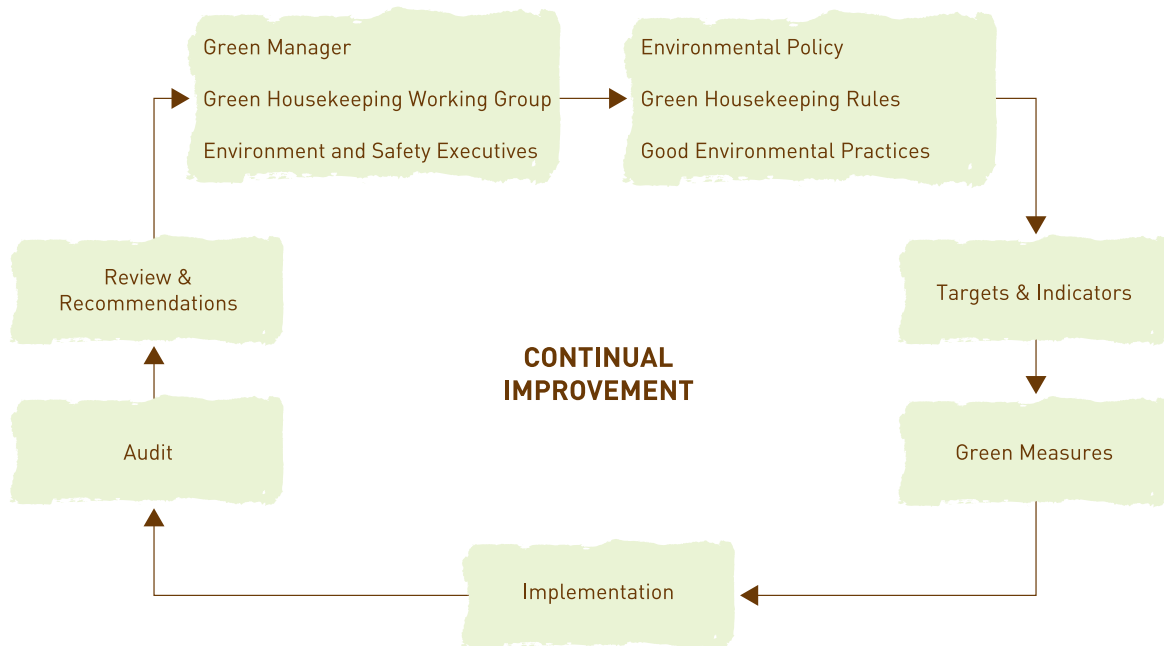 Green Manager
Green Housekeeping Working Group
Environment and Safety Executives
Environmental Policy
Green Housekeeping Rules
Good Environmental Practices
Review &
Recommendations
Targets & Indicators
CONTINUAL
IMPROVEMENT
Audit
Green Measures
Implementation